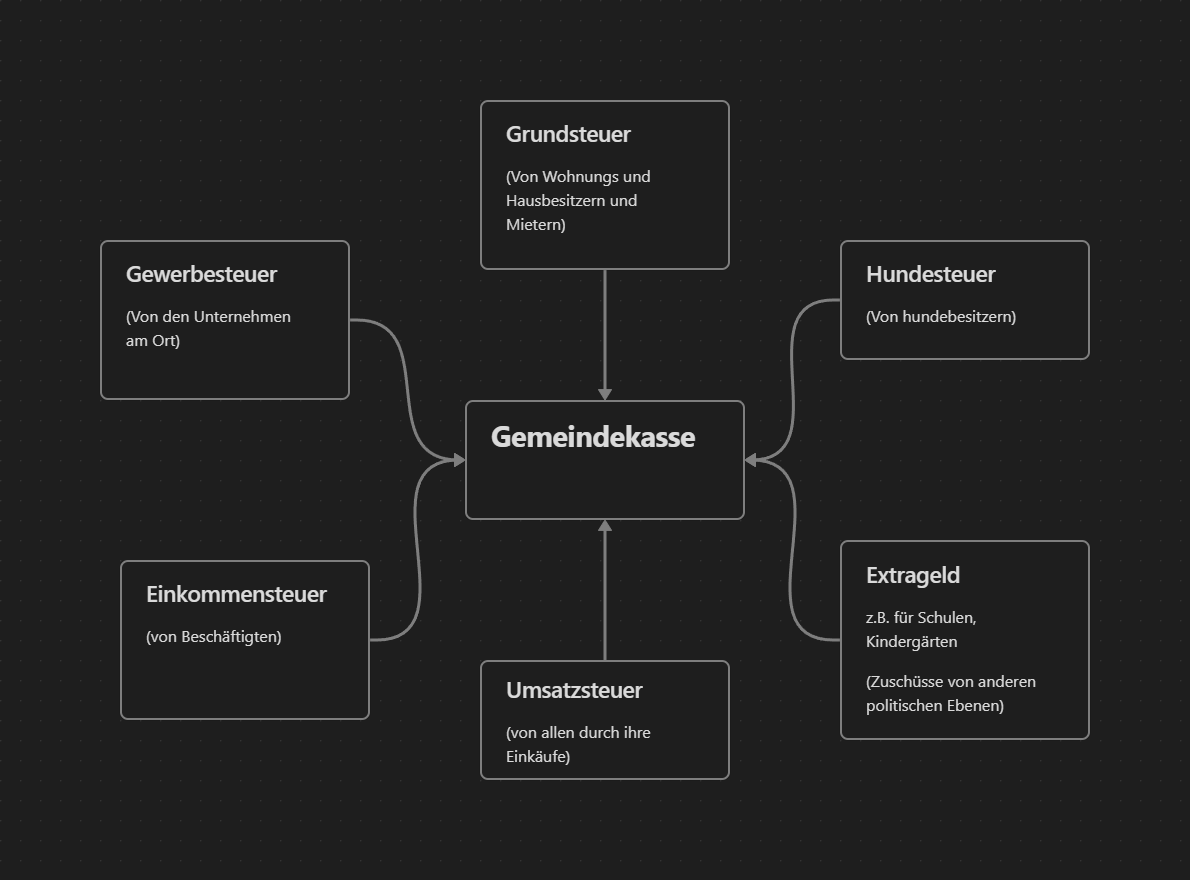 Grundsteuer
(Von Wohnungs und
Hausbesitzern und
Mietern)
Gewerbesteuer
(Von den Unternehmen
am Ort)
Hundesteuer
(Von hundebesitzern)
Gemeindekasse
Einkommensteuer
(von Beschäftigten)
Umsatzsteuer
(von allen durch ihre
Einkäufe)
Extrageld
z.B. für Schulen,
Kindergärten
(Zuschüsse von anderen
politischen Ebenen)